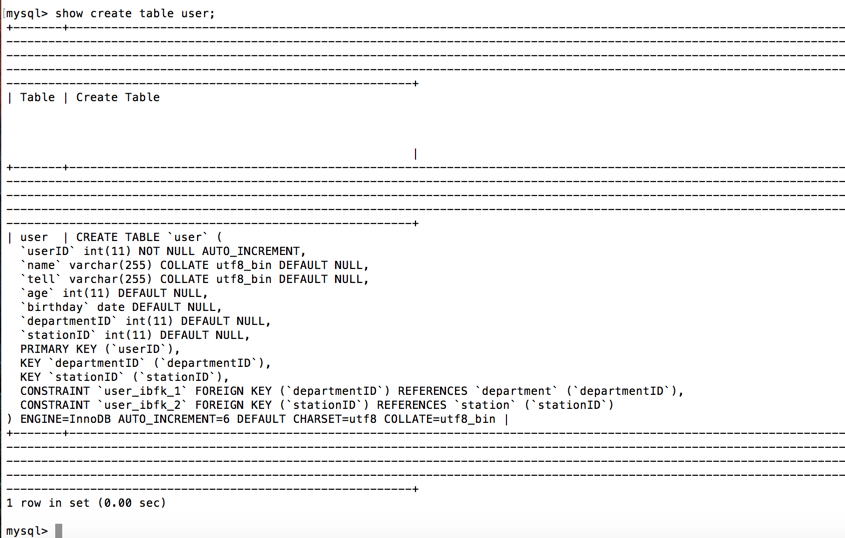 mysql> show create table user;
+-------+------------------------------------------------------------------------------------------------------------
------------------------------------------------------------------------------------------------------------------------
------------------------------------------------------------------------------------------------------------------------
------------------------------------------------------------------------------------------------------------------------
----------------------------------------------------------+
| Table | Create Table
|
+-------+------------------------------------------------------------------------------------------------------------
------------------------------------------------------------------------------------------------------------------------
------------------------------------------------------------------------------------------------------------------------
------------------------------------------------------------------------------------------------------------------------
----------------------------------------------------------+
| user  | CREATE TABLE `user` (
  `userID` int(11) NOT NULL AUTO_INCREMENT,
  `name` varchar(255) COLLATE utf8_bin DEFAULT NULL,
  `tell` varchar(255) COLLATE utf8_bin DEFAULT NULL,
  `age` int(11) DEFAULT NULL,
  `birthday` date DEFAULT NULL,
  `departmentID` int(11) DEFAULT NULL,
  `stationID` int(11) DEFAULT NULL,
  PRIMARY KEY (`userID`),
  KEY `departmentID` (`departmentID`),
  KEY `stationID` (`stationID`),
  CONSTRAINT `user_ibfk_1` FOREIGN KEY (`departmentID`) REFERENCES `department` (`departmentID`),
  CONSTRAINT `user_ibfk_2` FOREIGN KEY (`stationID`) REFERENCES `station` (`stationID`)
) ENGINE=InnoDB AUTO_INCREMENT=6 DEFAULT CHARSET=utf8 COLLATE=utf8_bin |
+-------+------------------------------------------------------------------------------------------------------------
------------------------------------------------------------------------------------------------------------------------
------------------------------------------------------------------------------------------------------------------------
------------------------------------------------------------------------------------------------------------------------
----------------------------------------------------------+
1 row in set (0.00 sec)
mysql>